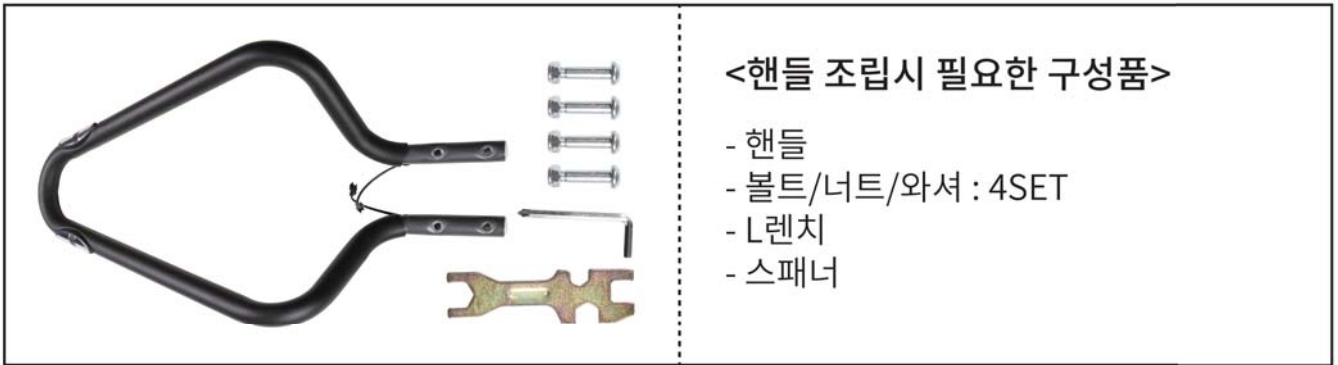 <핸들 조립시 필요한 구성품>
- 핸들
- 볼트/너트/와셔 : 4SET
- L렌치
- 스패너